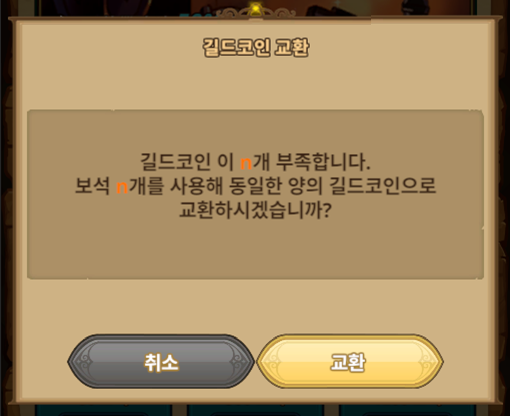 길드코인 교환
길드코인 이 n개 부족합니다.
보석 n개를 사용해 동일한 양의 길드코인으로
교환하시겠습니까?
취소
교환